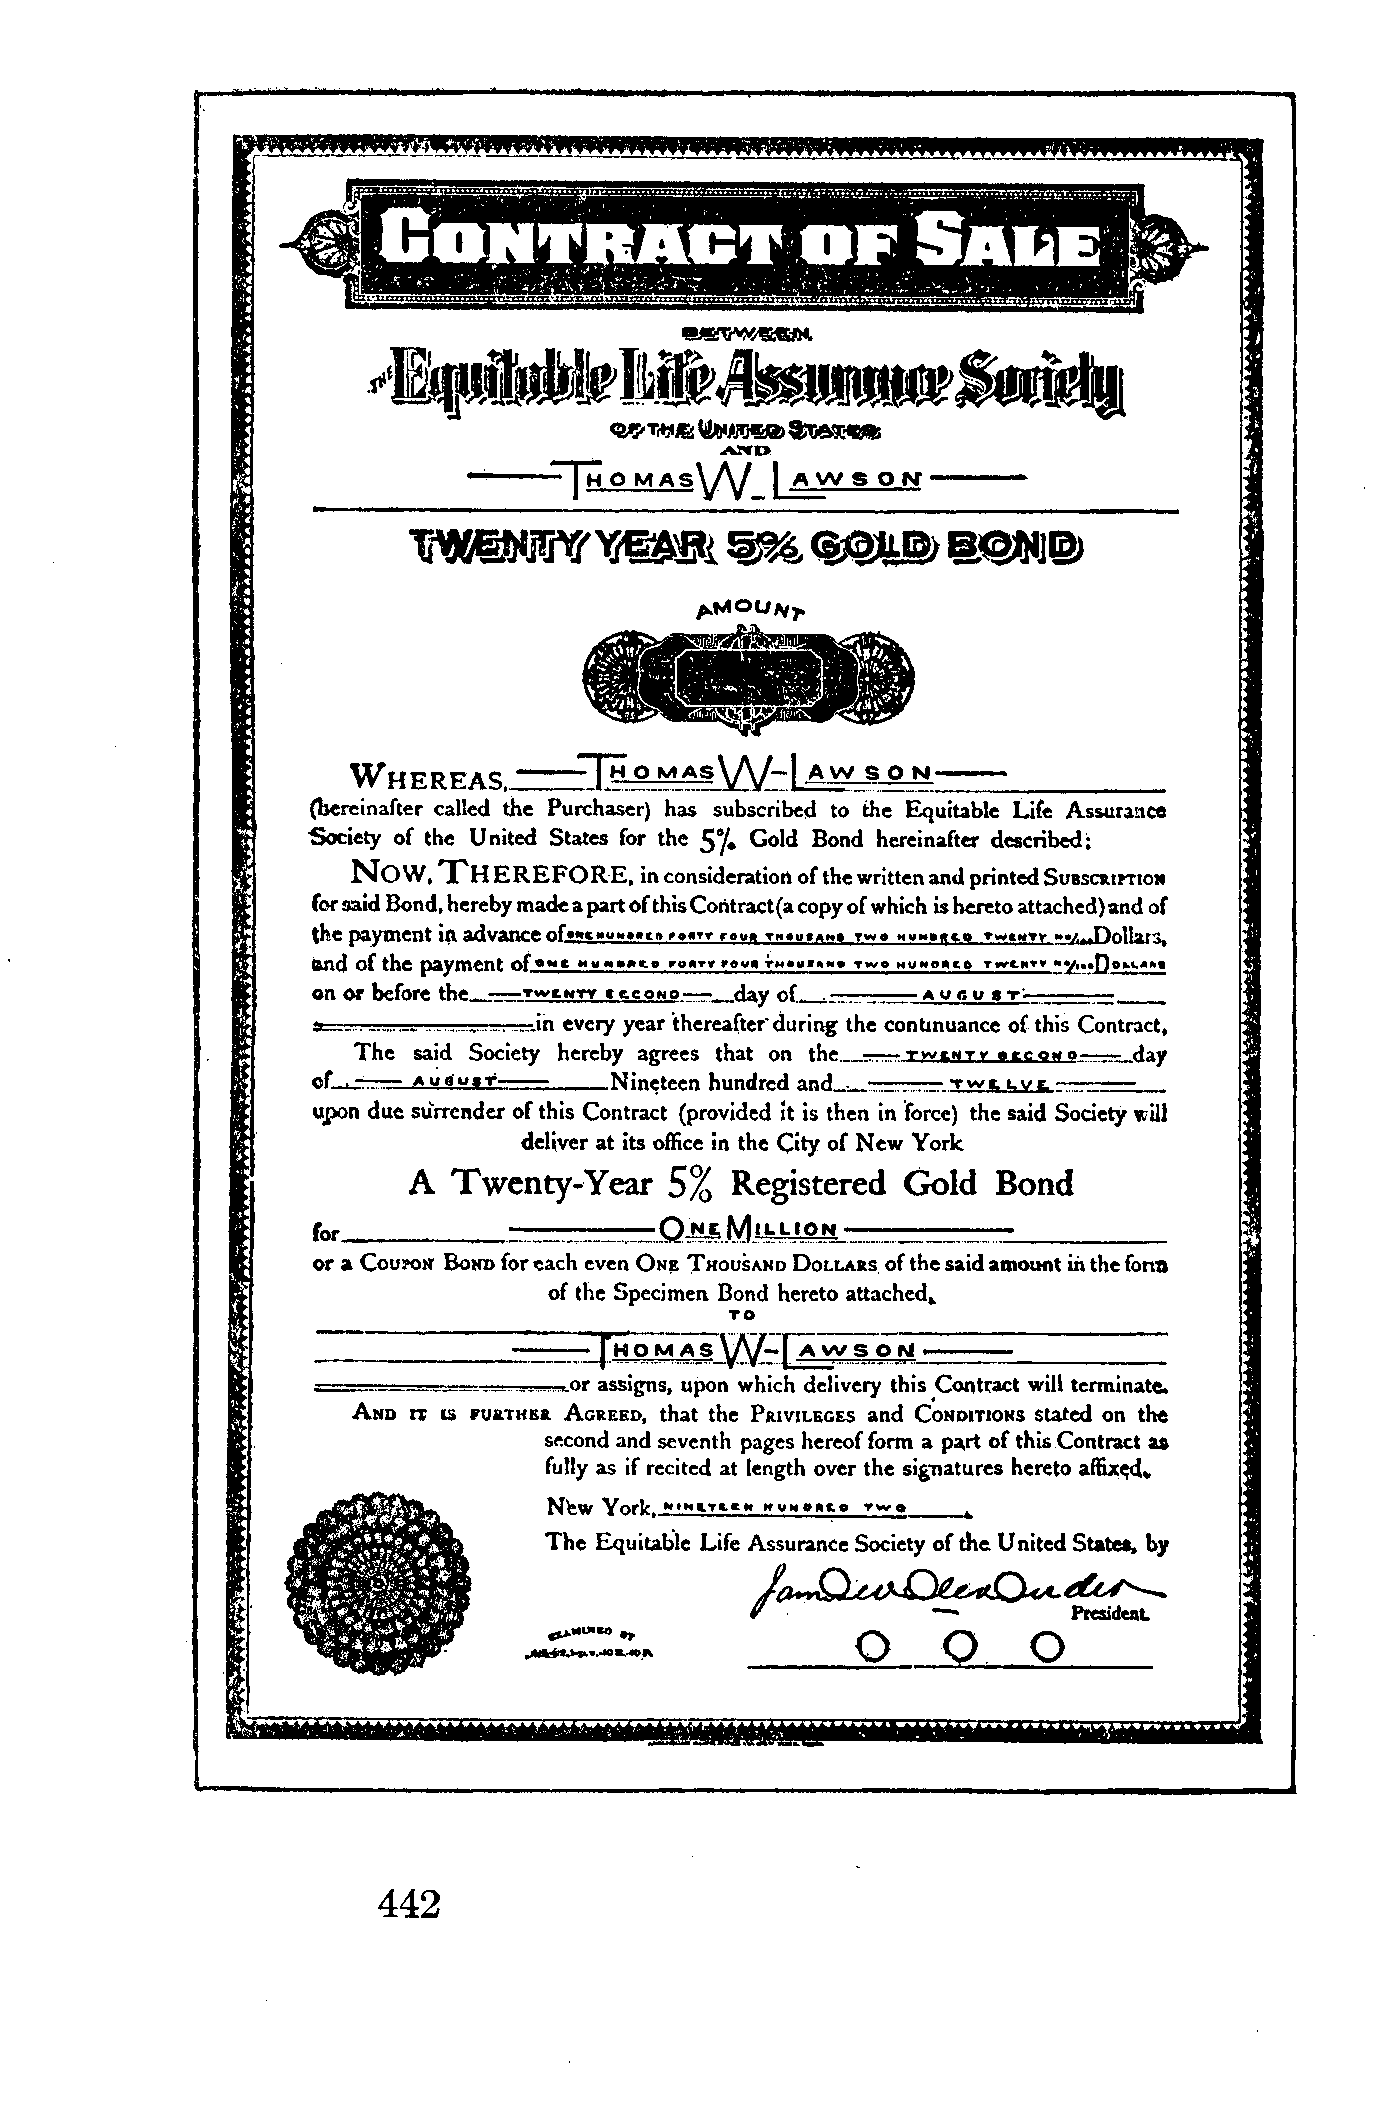 CONTRACT OF SALE
BETWEEN
THE Equitable Life Assurance Society
OF THE UNITED STATES
AND
THOMAS W. LAWSON
TWENTY YEAR 5% GOLD BOND
AMOUNT
WHEREAS, THOMAS W. LAWSON
(hereinafter called the Purchaser) has subscribed to the Equitable Life Assurance
Society of the United States for the 5% Gold Bond hereinafter described;
NOW, THEREFORE, in consideration of the written and printed SUBSCRIPTION
for said Bond, hereby made a part of this Contract (a copy of which is hereto attached) and of
the payment in advance of ONE HUNDRED FORTY FOUR THOUSAND TWO HUNDRED TWENTY Dollars,
and of the payment of ONE HUNDRED FORTY FOUR THOUSAND TWO HUNDRED TWENTY DOLLARS
on or before the TWENTY SECOND day of AUGUST
in every year thereafter during the continuance of this Contract,
The said Society hereby agrees that on the TWENTY SECOND day
of AUGUST Nineteen hundred and TWELVE
upon due surrender of this Contract (provided it is then in force) the said Society will
deliver at its office in the City of New York
A Twenty-Year 5% Registered Gold Bond
for ONE MILLION
or a COUPON BOND for each even ONE THOUSAND DOLLARS of the said amount in the form
of the Specimen Bond hereto attached,
TO
THOMAS W. LAWSON
or assigns, upon which delivery this Contract will terminate.
AND IT IS FURTHER AGREED, that the PRIVILEGES and CONDITIONS stated on the
second and seventh pages hereof form a part of this Contract as
fully as if recited at length over the signatures hereto affixed.
New York, NINETEEN HUNDRED TWO.
The Equitable Life Assurance Society of the United States, by
President.
EXAMINED BY
O O O
442